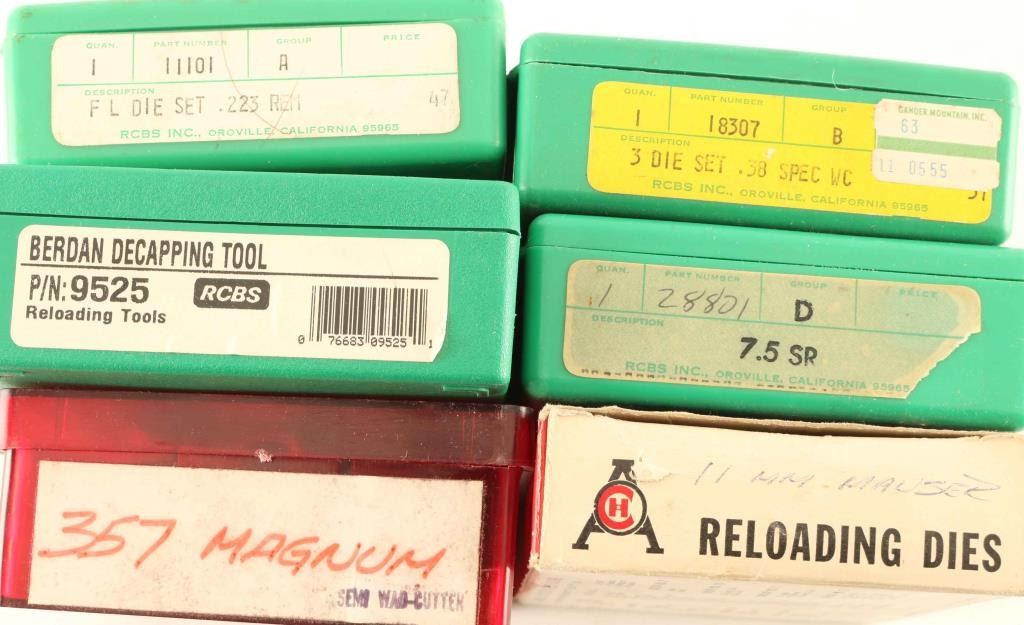 QUAN. PART NUMBER GROUP PRICE
1 11101 A
DESCRIPTION
F L DIE SET .223 REM 47
RCBS INC., OROVILLE, CALIFORNIA 95965
QUAN. PART NUMBER GROUP
1 18307 B
DESCRIPTION
3 DIE SET .38 SPEC WC
RCBS INC., OROVILLE, CALIFORNIA 95965
GANDER MOUNTAIN, INC.
63
11 0555
BERDAN DECAPPING TOOL
P/N: 9525 RCBS
Reloading Tools
0 76683 09525 1
QUAN. PART NUMBER GROUP PRICE
1 28801 D
DESCRIPTION
7.5 SR
RCBS INC., OROVILLE, CALIFORNIA 95965
357 MAGNUM
SEMI WAD-CUTTER
CH
11 MM MAUSER
RELOADING DIES